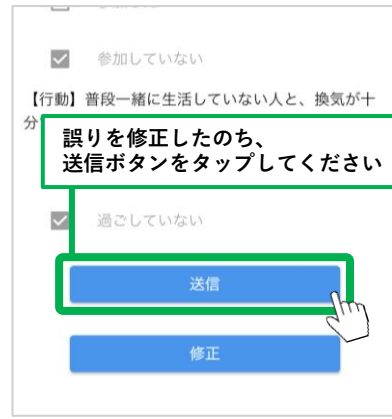 参加していない
【行動】普段一緒に生活していない人と、換気が十
分
誤りを修正したのち、
送信ボタンをタップしてください
過ごしていない
送信
修正